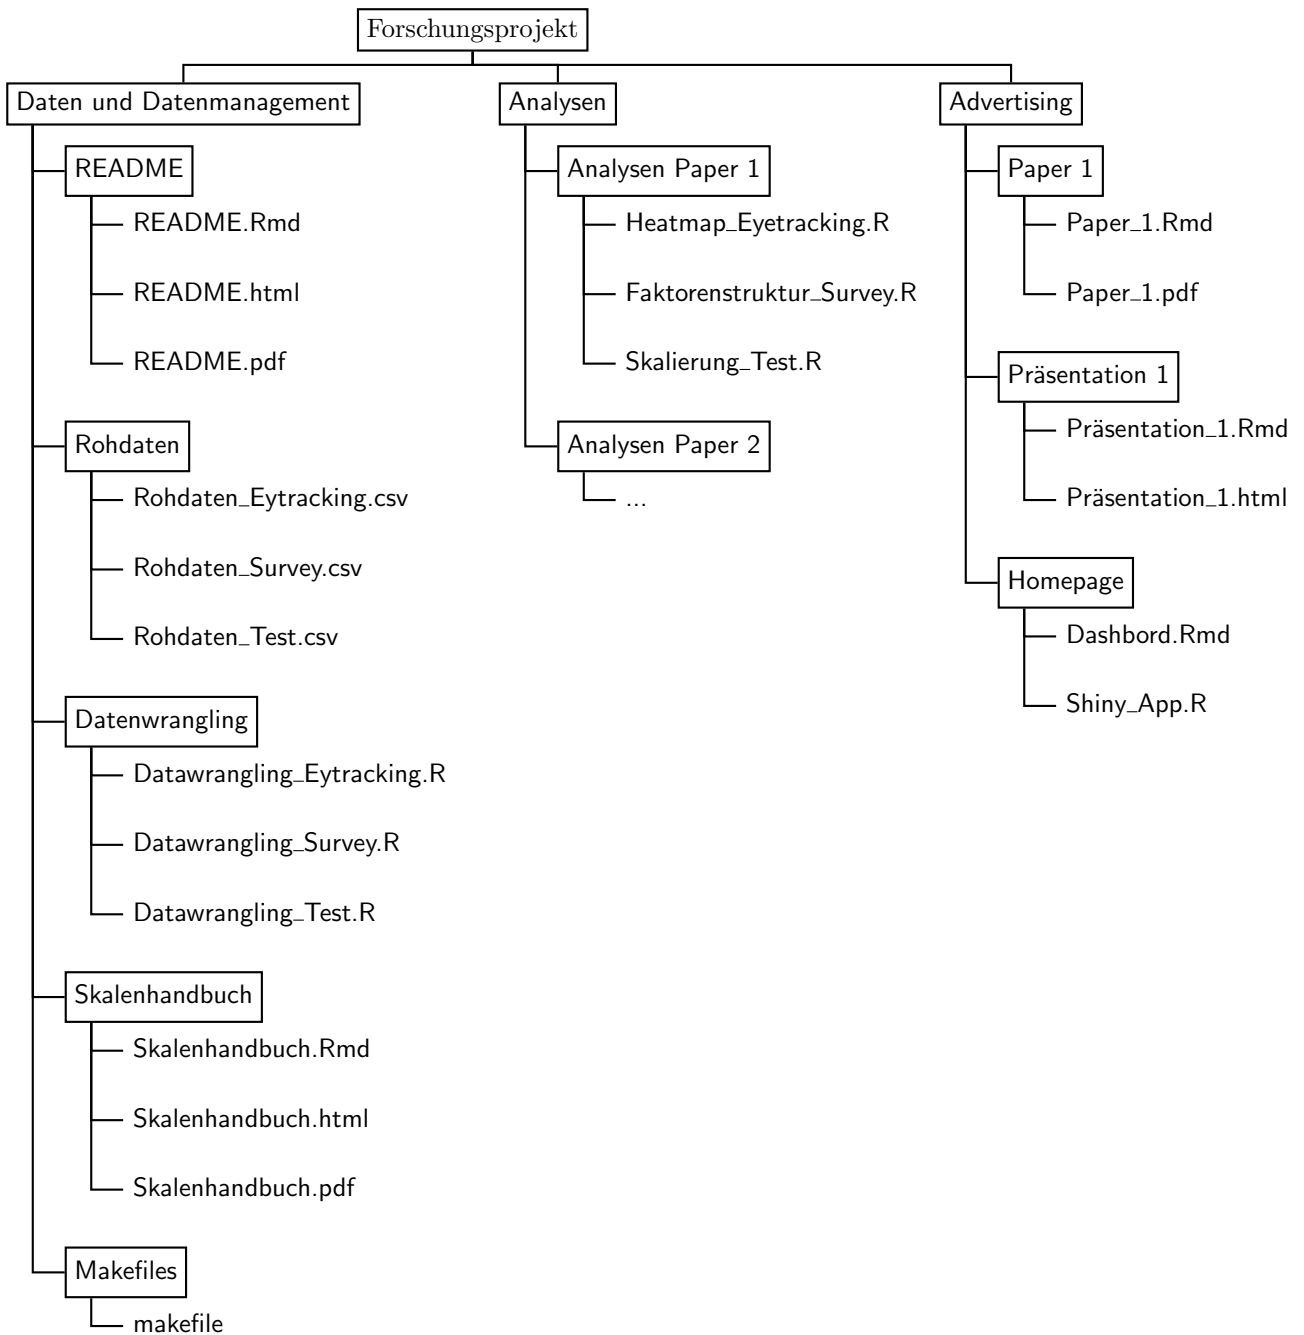 Forschungsprojekt
Daten und Datenmanagement
README
README.Rmd
README.html
README.pdf
Rohdaten
Rohdaten_Eytracking.csv
Rohdaten_Survey.csv
Rohdaten_Test.csv
Datenwrangling
Datawrangling_Eytracking.R
Datawrangling_Survey.R
Datawrangling_Test.R
Skalenhandbuch
Skalenhandbuch.Rmd
Skalenhandbuch.html
Skalenhandbuch.pdf
Makefiles
makefile
Analysen
Analysen Paper 1
Heatmap_Eyetracking.R
Faktorenstruktur_Survey.R
Skalierung_Test.R
Analysen Paper 2
...
Advertising
Paper 1
Paper_1.Rmd
Paper_1.pdf
Präsentation 1
Präsentation_1.Rmd
Präsentation_1.html
Homepage
Dashbord.Rmd
Shiny_App.R